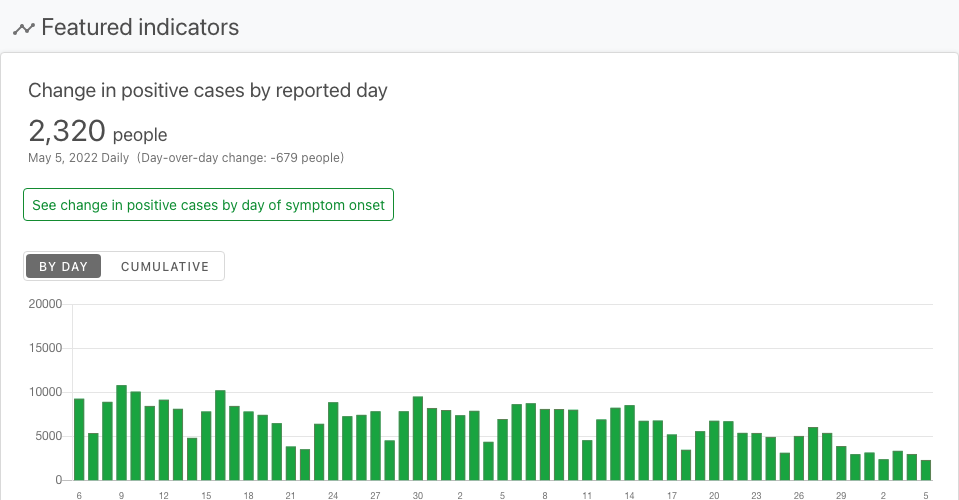 Featured indicators
Change in positive cases by reported day
2,320 people
May 5, 2022 Daily (Day-over-day change: -679 people)
See change in positive cases by day of symptom onset
BY DAY CUMULATIVE
20000
15000
10000
5000
0
6 9 12 15 18 21 24 27 30 2 5 8 11 14 17 20 23 26 29 2 5